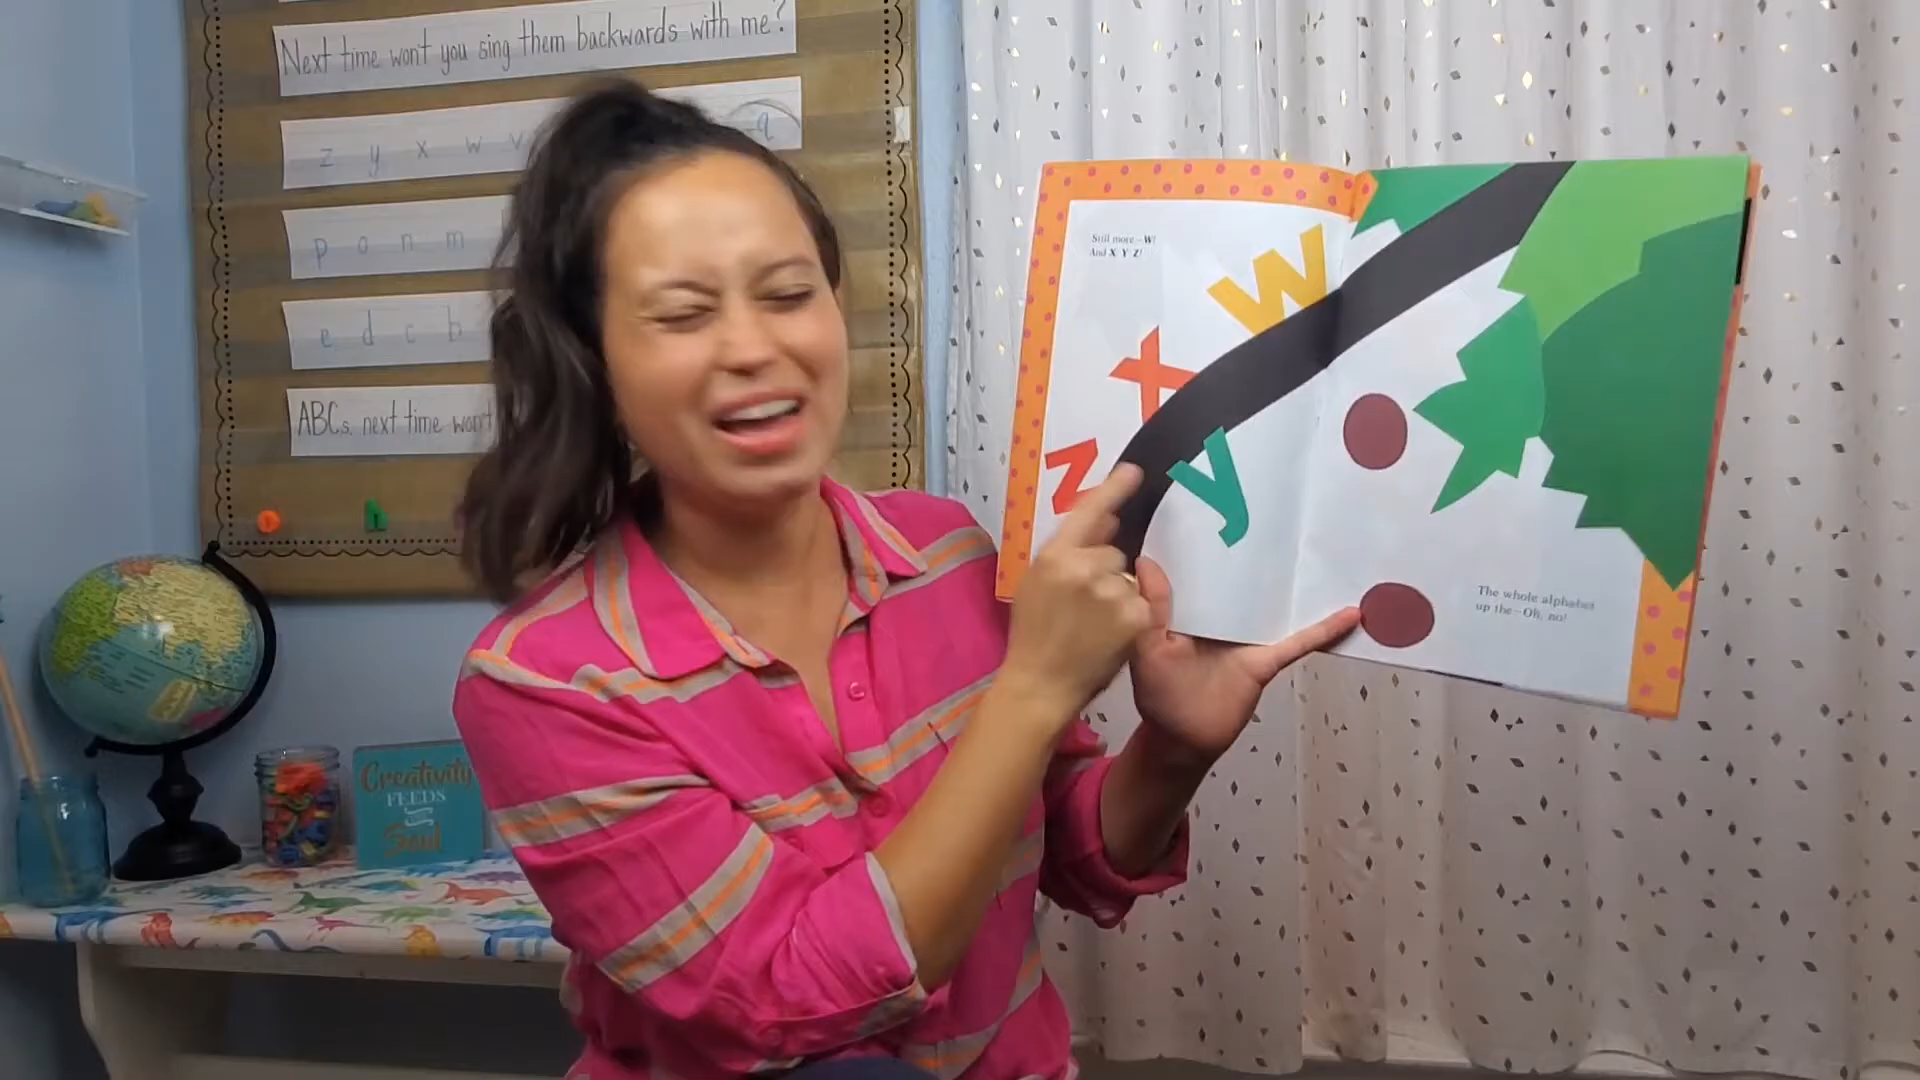 Next time won't you sing them backwards with me?
z y x w v q
p o n m
e d c b
ABCs, next time won't
h
Creativity
FEEDS
Soul
Still more–W!
And X Y Z!
w
x
z
y
The whole alphabet
up the–Oh, no!